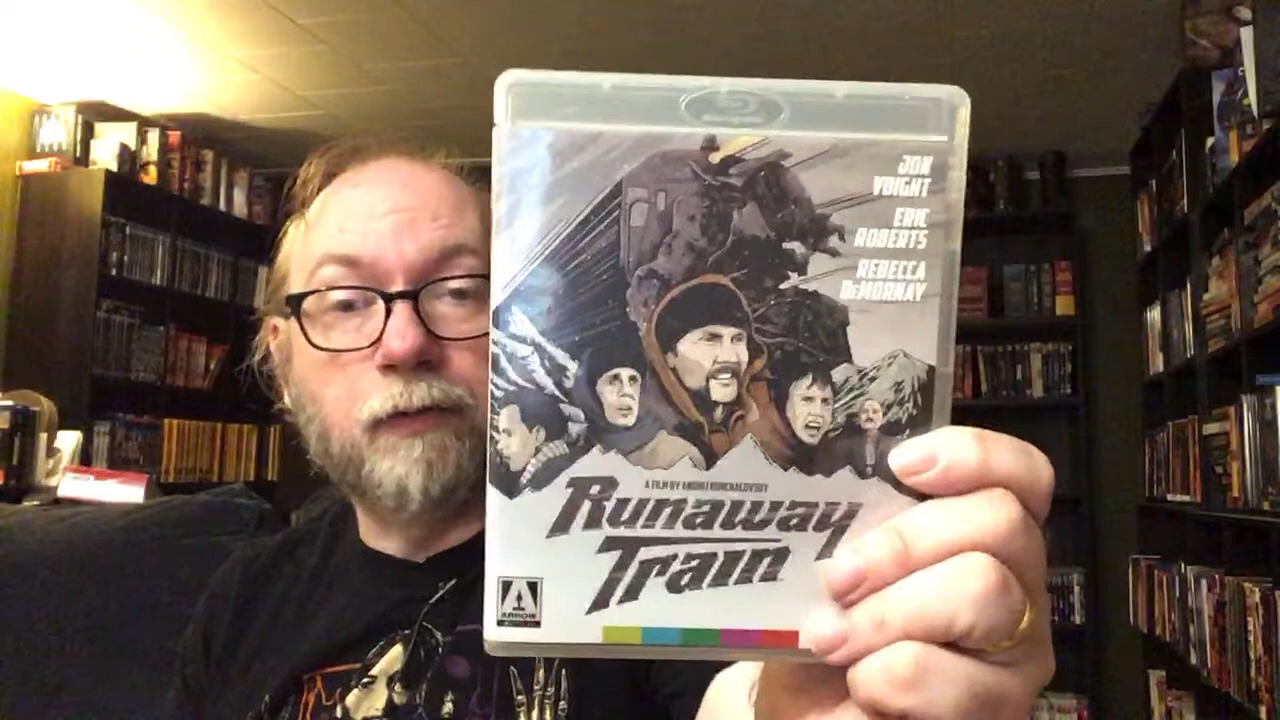 JON
VOIGHT
ERIC
ROBERTS
REBECCA
DEMORNAY
A FILM BY ANDREI KONCHALOVSKY
Runaway
Train
ARROW